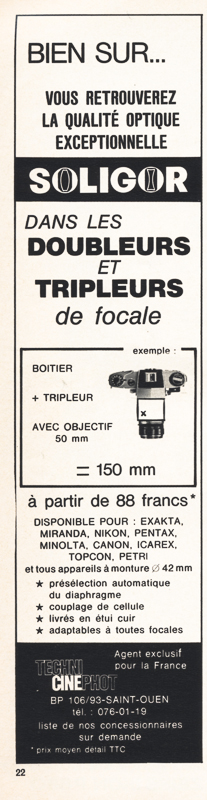 BIEN SUR...
VOUS RETROUVEREZ
LA QUALITÉ OPTIQUE
EXCEPTIONNELLE
SOLIGOR
DANS LES
DOUBLEURS
ET
TRIPLEURS
de focale
exemple :
BOITIER
+ TRIPLEUR
x
AVEC OBJECTIF
50 mm
= 150 mm
à partir de 88 francs*
DISPONIBLE POUR : EXAKTA,
MIRANDA, NIKON, PENTAX,
MINOLTA, CANON, ICAREX,
TOPCON, PETRI
et tous appareils à monture ∅ 42 mm
★ présélection automatique
du diaphragme
★ couplage de cellule
★ livrés en étui cuir
★ adaptables à toutes focales
Agent exclusif
pour la France
TECHNI
CINEPHOT
BP 106/93-SAINT-OUEN
tél. : 076-01-19
liste de nos concessionnaires
sur demande
* prix moyen détail TTC
22